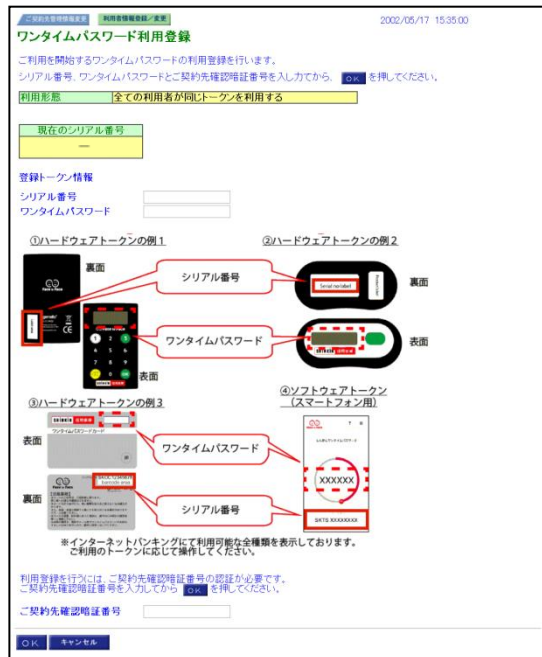 ご契約先管理情報変更 利用者情報登録／変更 2002/05/17 15:35:00
ワンタイムパスワード利用登録
ご利用を開始するワンタイムパスワードの利用登録を行います。
シリアル番号、ワンタイムパスワードとご契約先確認暗証番号を入力してから、 OK を押してください。
利用形態 全ての利用者が同じトークンを利用する
現在のシリアル番号
―
登録トークン情報
シリアル番号
ワンタイムパスワード
①ハードウェアトークンの例１ ②ハードウェアトークンの例２
裏面 シリアル番号 Serial number 裏面
1 2 3
4 5 6
7 8 9
0
ワンタイムパスワード 表面
表面
③ハードウェアトークンの例３ ④ソフトウェアトークン
（スマートフォン用）
表面 ワンタイムパスワードカード
ワンタイムパスワード XXXXXX
裏面 barcode area
シリアル番号 SKTS XXXXXXXX
※インターネットバンキングにて利用可能な全種類を表示しております。
ご利用のトークンに応じて操作してください。
利用登録を行うには、ご契約先確認暗証番号の認証が必要です。
ご契約先確認暗証番号を入力してから OK を押してください。
ご契約先確認暗証番号
OK キャンセル